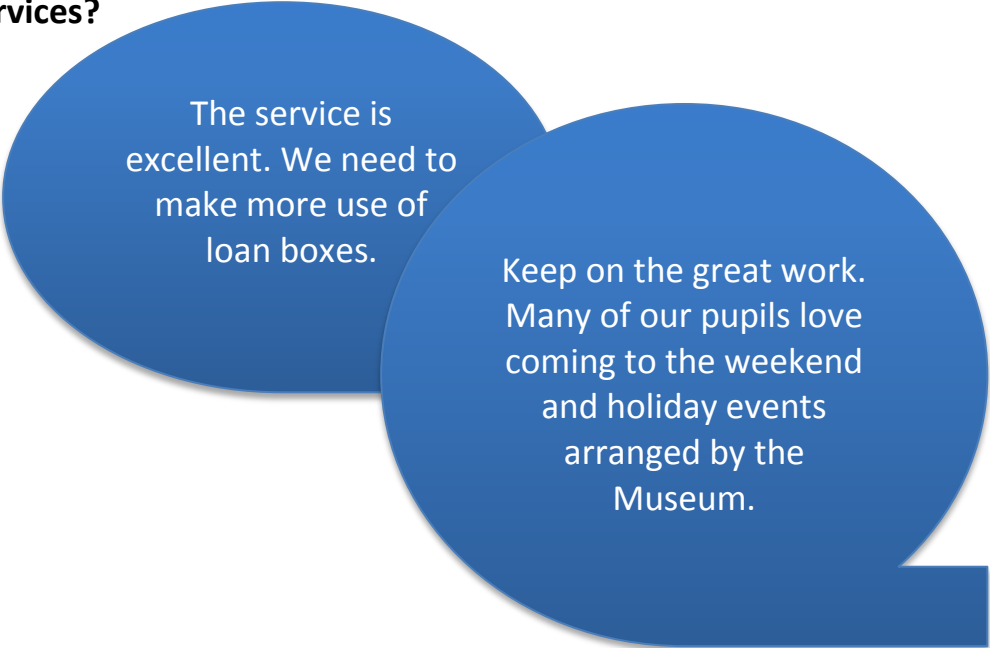 rvices?
The service is
excellent. We need to
make more use of
loan boxes.
Keep on the great work.
Many of our pupils love
coming to the weekend
and holiday events
arranged by the
Museum.